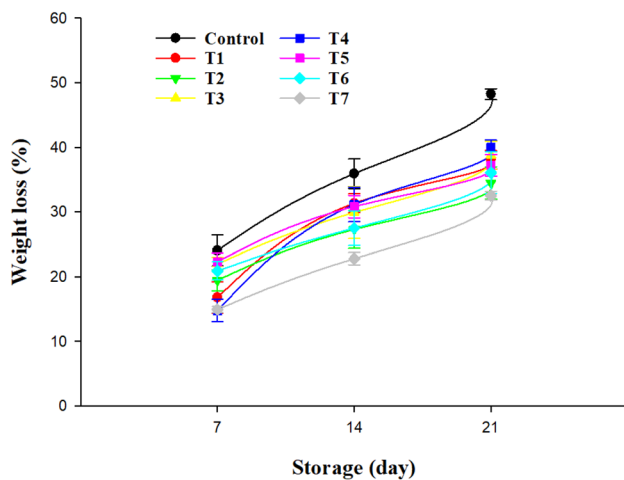 60
50
40
30
20
10
0
Weight loss (%)
Control
T1
T2
T3
T4
T5
T6
T7
7
14
21
Storage (day)